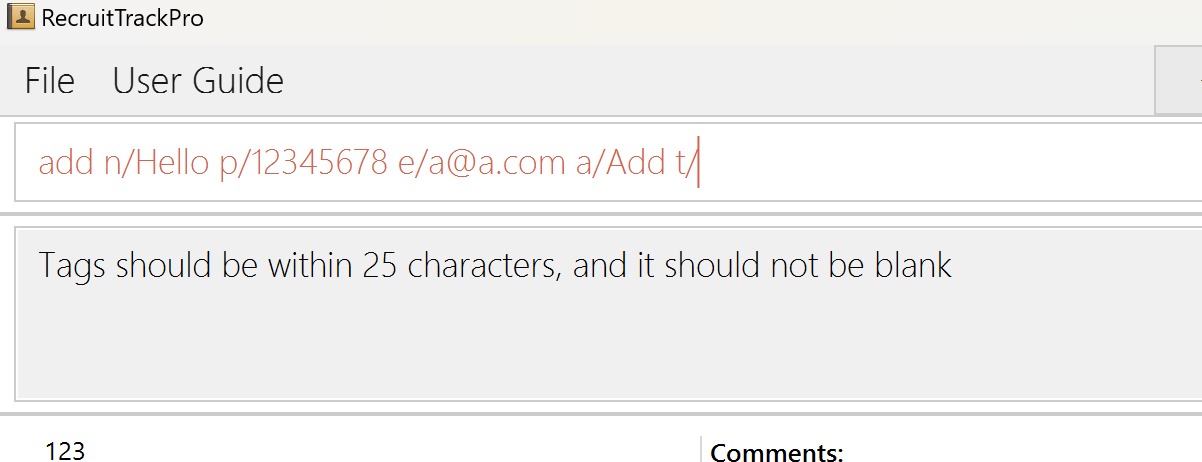 RecruitTrackPro
File User Guide
add n/Hello p/12345678 e/a@a.com a/Add t/
Tags should be within 25 characters, and it should not be blank
123
Comments: